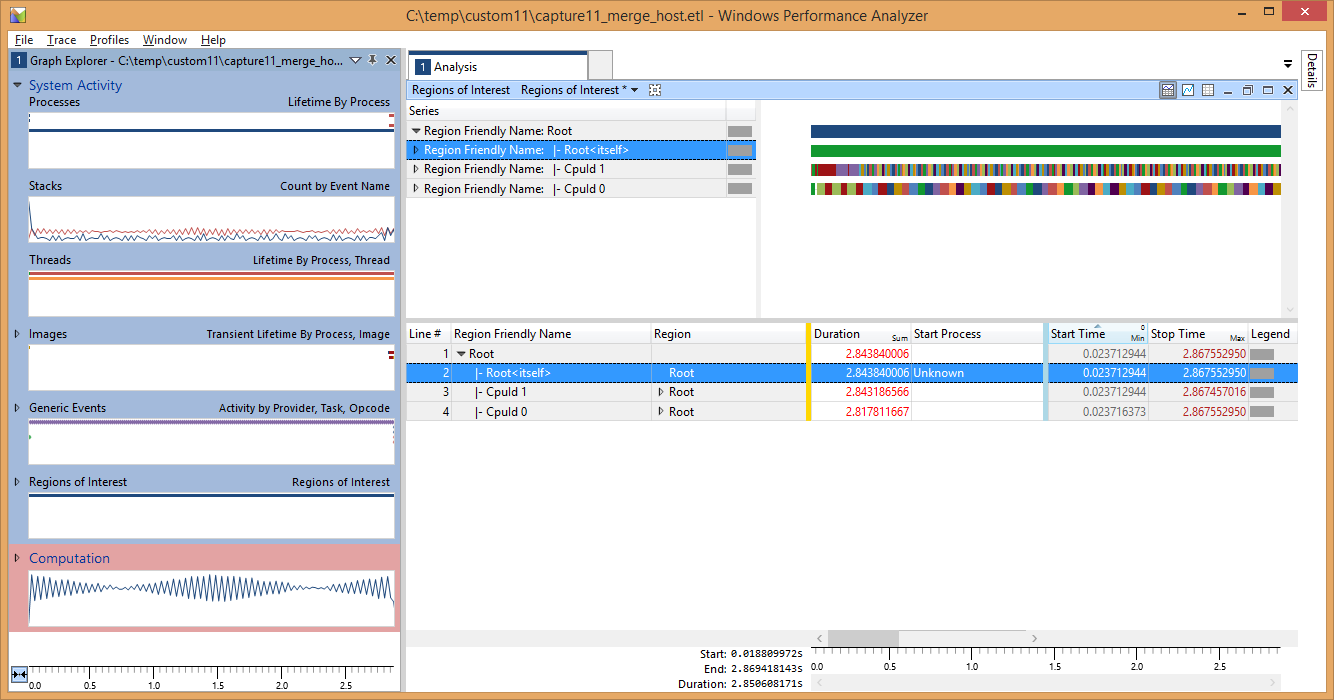 C:\temp\custom11\capture11_merge_host.etl - Windows Performance Analyzer
File Trace Profiles Window Help
1 Graph Explorer - C:\temp\custom11\capture11_merge_ho...
System Activity
Processes Lifetime By Process
Stacks Count by Event Name
Threads Lifetime By Process, Thread
Images Transient Lifetime By Process, Image
Generic Events Activity by Provider, Task, Opcode
Regions of Interest Regions of Interest
Computation
0.0 0.5 1.0 1.5 2.0 2.5
1 Analysis
Details
Regions of Interest Regions of Interest *
Series
Region Friendly Name: Root
Region Friendly Name: |- Root<itself>
Region Friendly Name: |- CpuId 1
Region Friendly Name: |- CpuId 0
Line # Region Friendly Name Region Duration Sum Start Process Start Time 0 Min Stop Time Max Legend
1 Root 2.843840006 0.023712944 2.867552950
2 |- Root<itself> Root 2.843840006 Unknown 0.023712944 2.867552950
3 |- CpuId 1 Root 2.843186566 0.023712944 2.867457016
4 |- CpuId 0 Root 2.817811667 0.023716373 2.867552950
Start: 0.018809972s
End: 2.869418143s
Duration: 2.850608171s
0.0 0.5 1.0 1.5 2.0 2.5